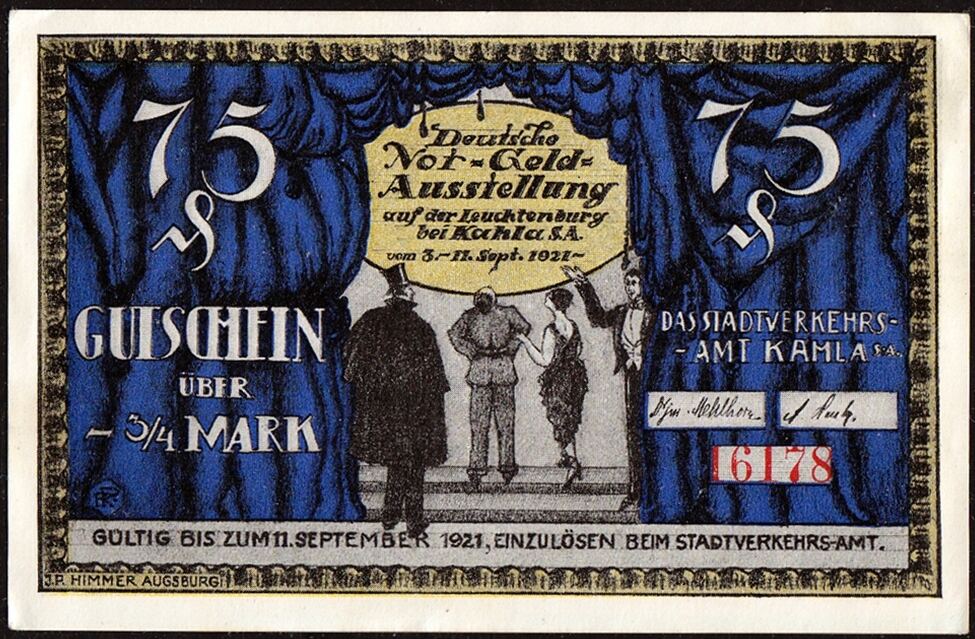 75
₰
Deutsche
Not-Geld-
Ausstellung
auf der Leuchtenburg
bei Kahla S.A.
vom 3.-11. Sept. 1921-
75
₰
GUTSCHEIN
ÜBER
- 3/4 MARK
DAS STADTVERKEHRS-
-AMT KAHLA S.A.
16178
GÜLTIG BIS ZUM 11. SEPTEMBER 1921, EINZULÖSEN BEIM STADTVERKEHRS-AMT.
J.P. HIMMER AUGSBURG